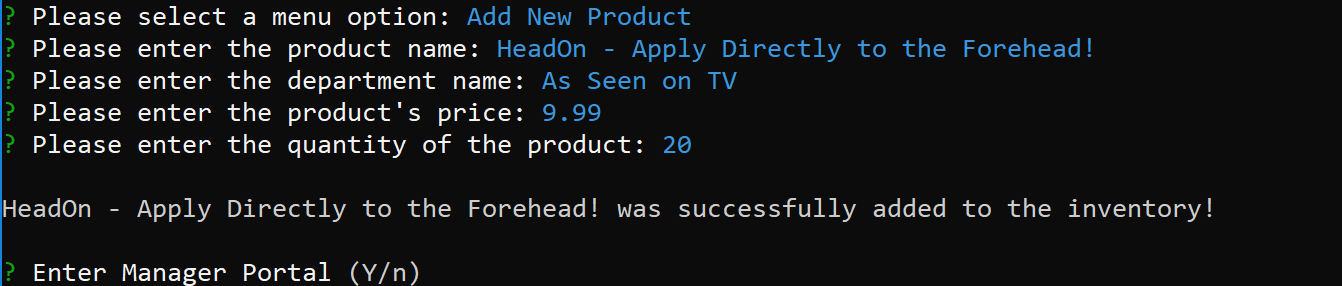 ? Please select a menu option: Add New Product
? Please enter the product name: HeadOn - Apply Directly to the Forehead!
? Please enter the department name: As Seen on TV
? Please enter the product's price: 9.99
? Please enter the quantity of the product: 20
HeadOn - Apply Directly to the Forehead! was successfully added to the inventory!
? Enter Manager Portal (Y/n)